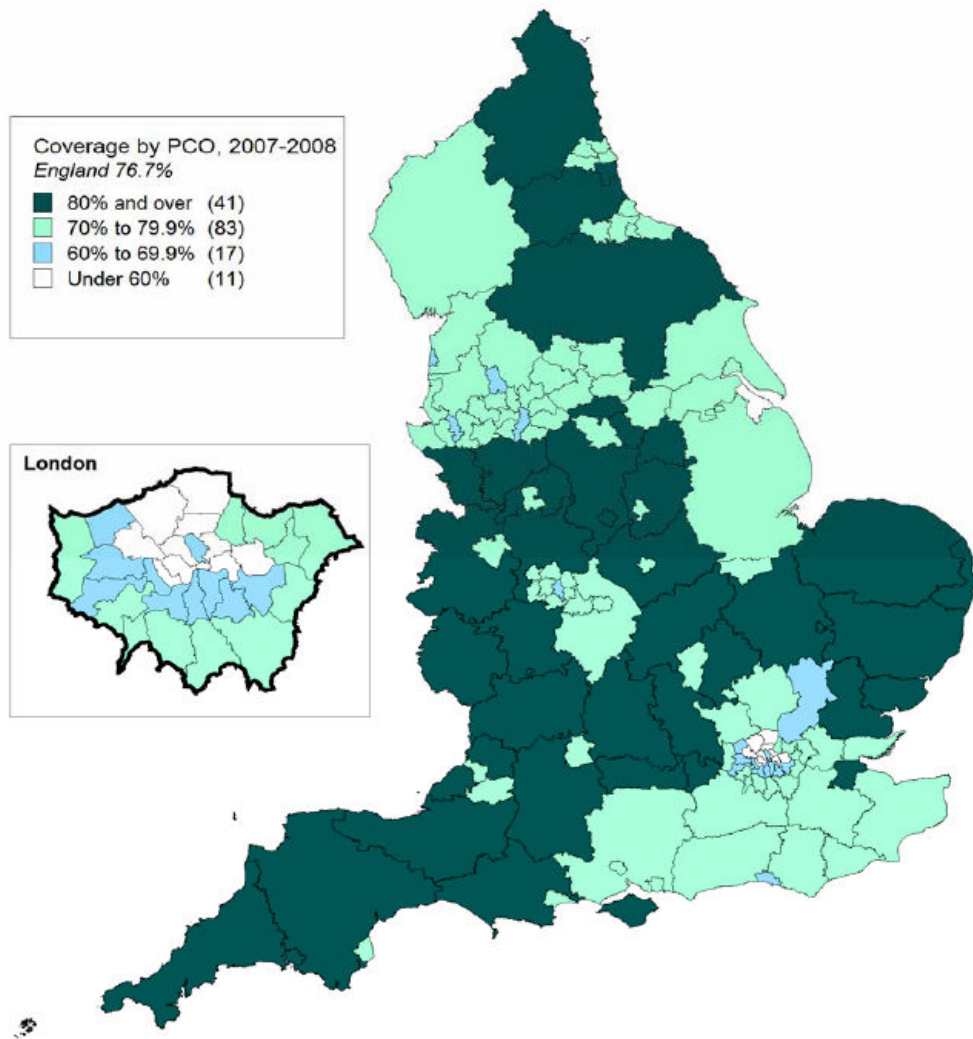 Coverage by PCO, 2007-2008
England 76.7%
80% and over (41)
70% to 79.9% (83)
60% to 69.9% (17)
Under 60% (11)
London